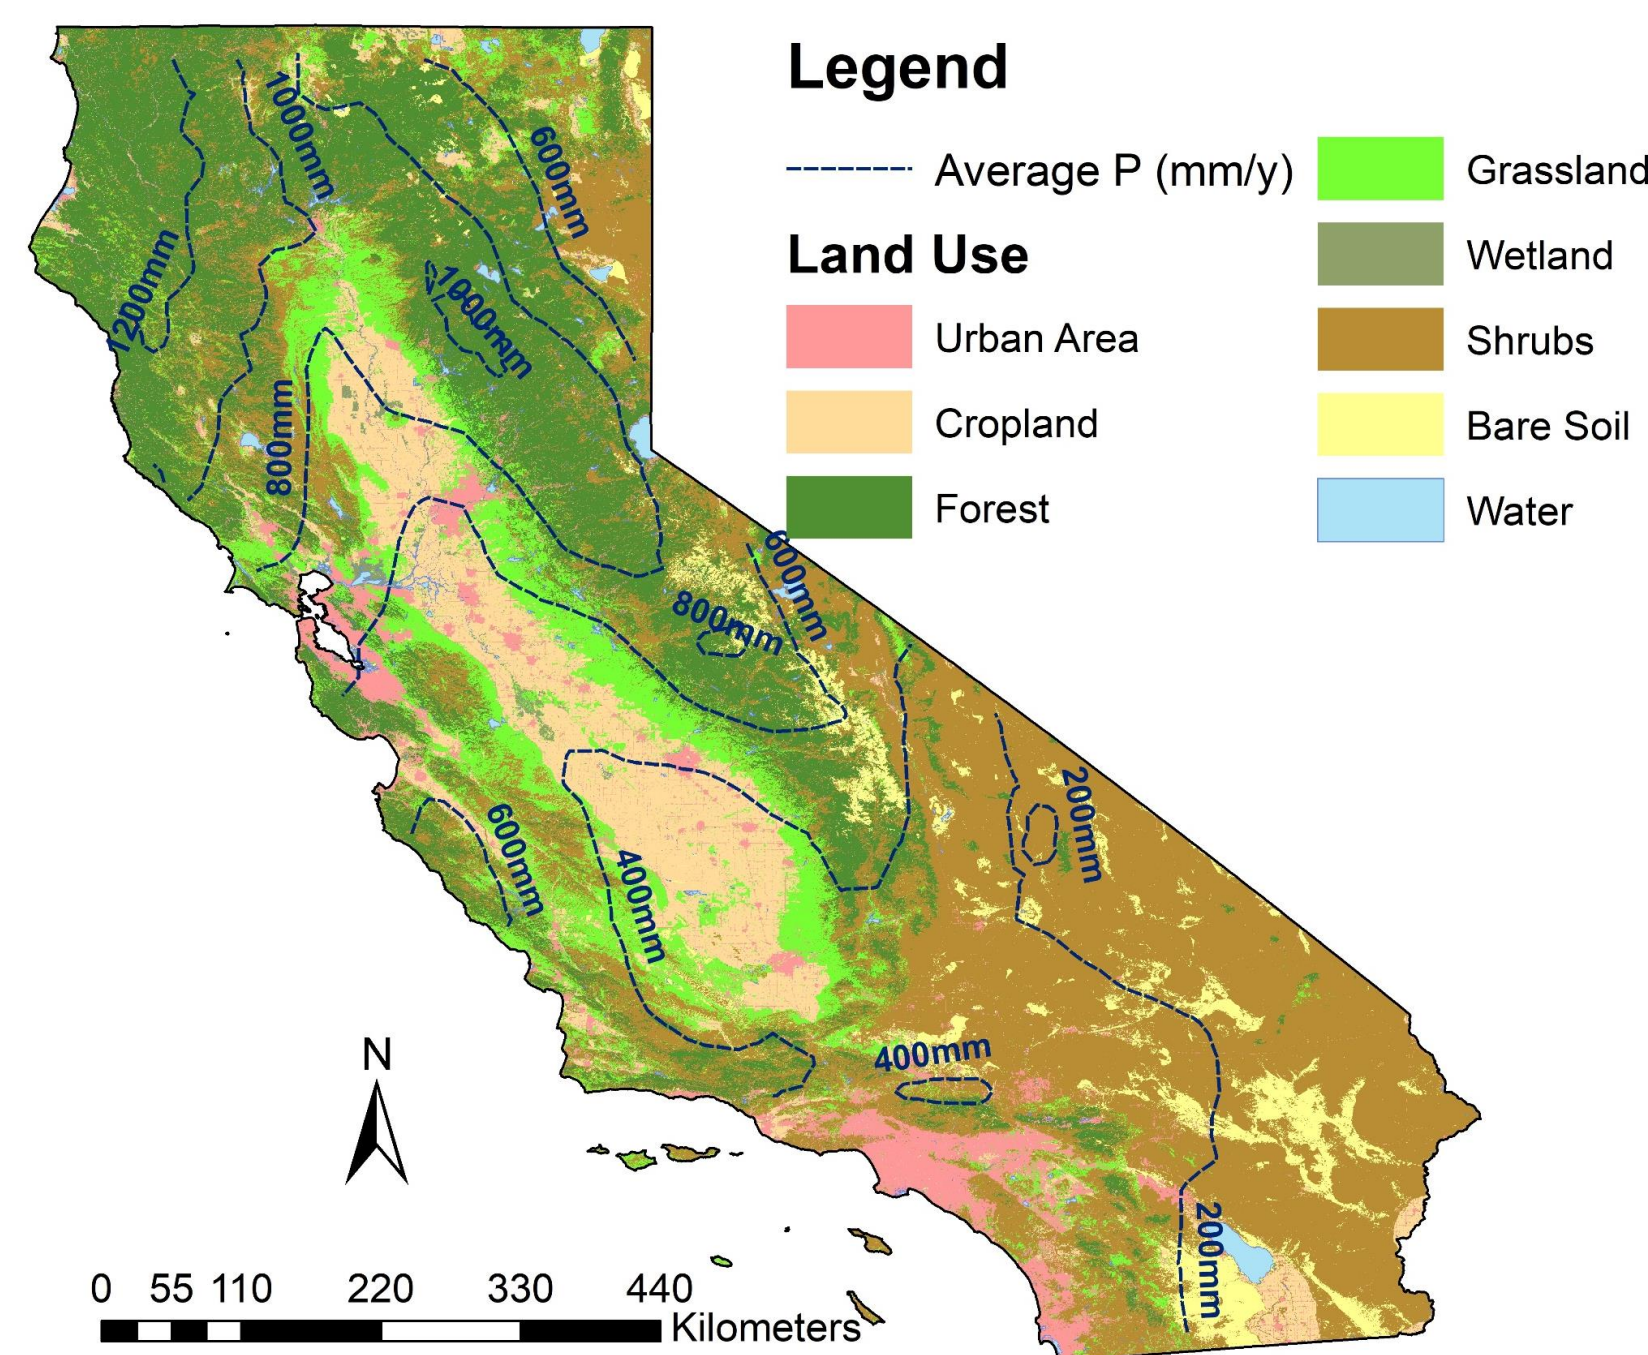 Legend
Average P (mm/y)
Land Use
Urban Area
Cropland
Forest
Grassland
Wetland
Shrubs
Bare Soil
Water
1000mm
600mm
1200mm
1000mm
800mm
600mm
800mm
200mm
600mm
400mm
400mm
200mm
N
0 55 110 220 330 440
Kilometers